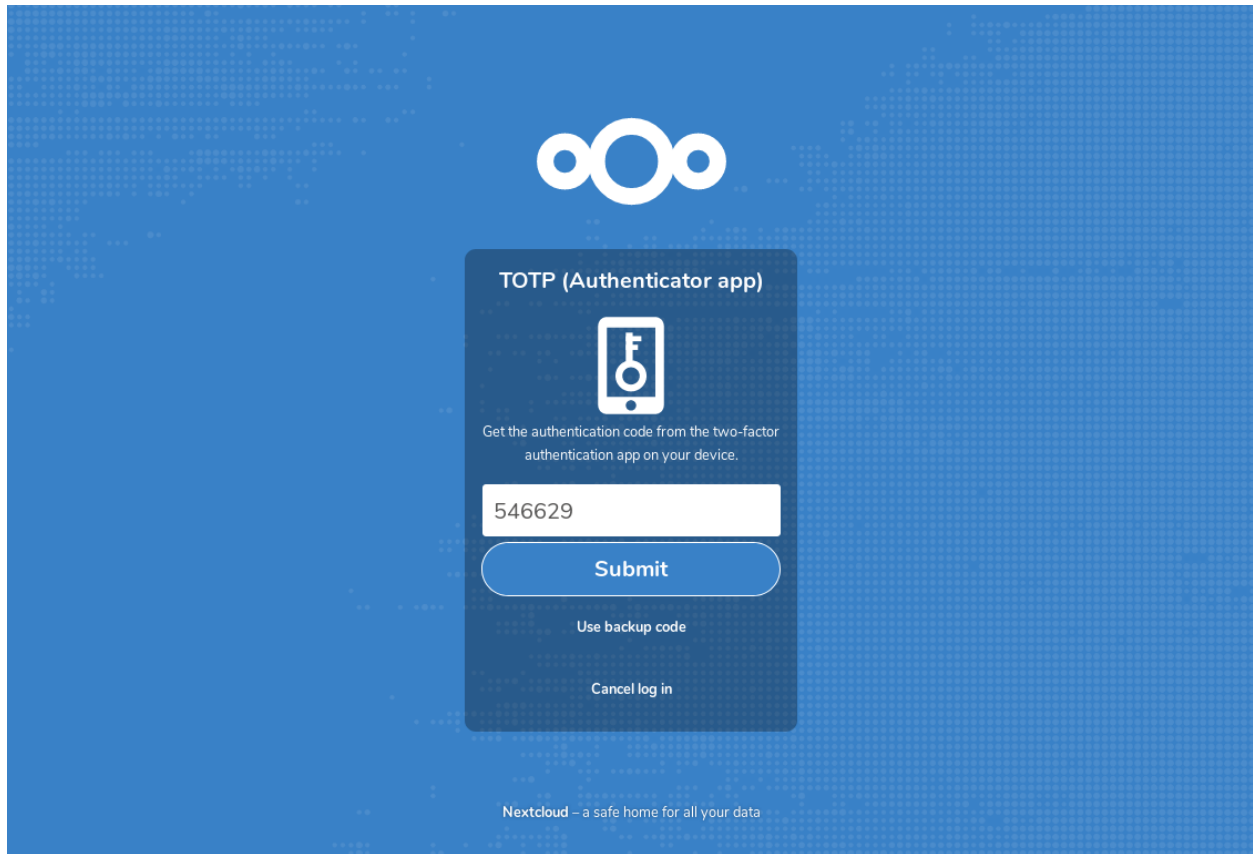 TOTP (Authenticator app)
Get the authentication code from the two-factor
authentication app on your device.
546629
Submit
Use backup code
Cancel log in
Nextcloud – a safe home for all your data